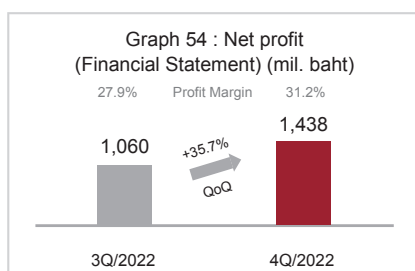 Graph 54 : Net profit
(Financial Statement) (mil. baht)
27.9% Profit Margin 31.2%
1,438
1,060
+35.7%
QoQ
3Q/2022 4Q/2022